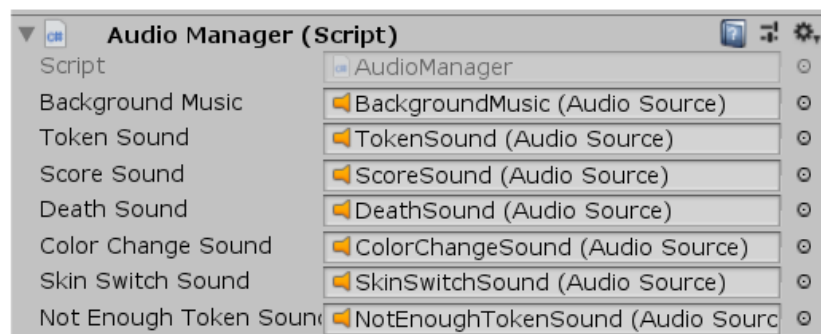 Audio Manager (Script)
Script AudioManager
Background Music BackgroundMusic (Audio Source)
Token Sound TokenSound (Audio Source)
Score Sound ScoreSound (Audio Source)
Death Sound DeathSound (Audio Source)
Color Change Sound ColorChangeSound (Audio Source)
Skin Switch Sound SkinSwitchSound (Audio Source)
Not Enough Token Soun NotEnoughTokenSound (Audio Sourc